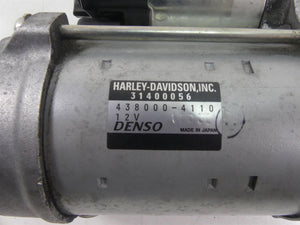 HARLEY-DAVIDSON, INC.
31400056
438000-4110
12V
DENSO MADE IN JAPAN